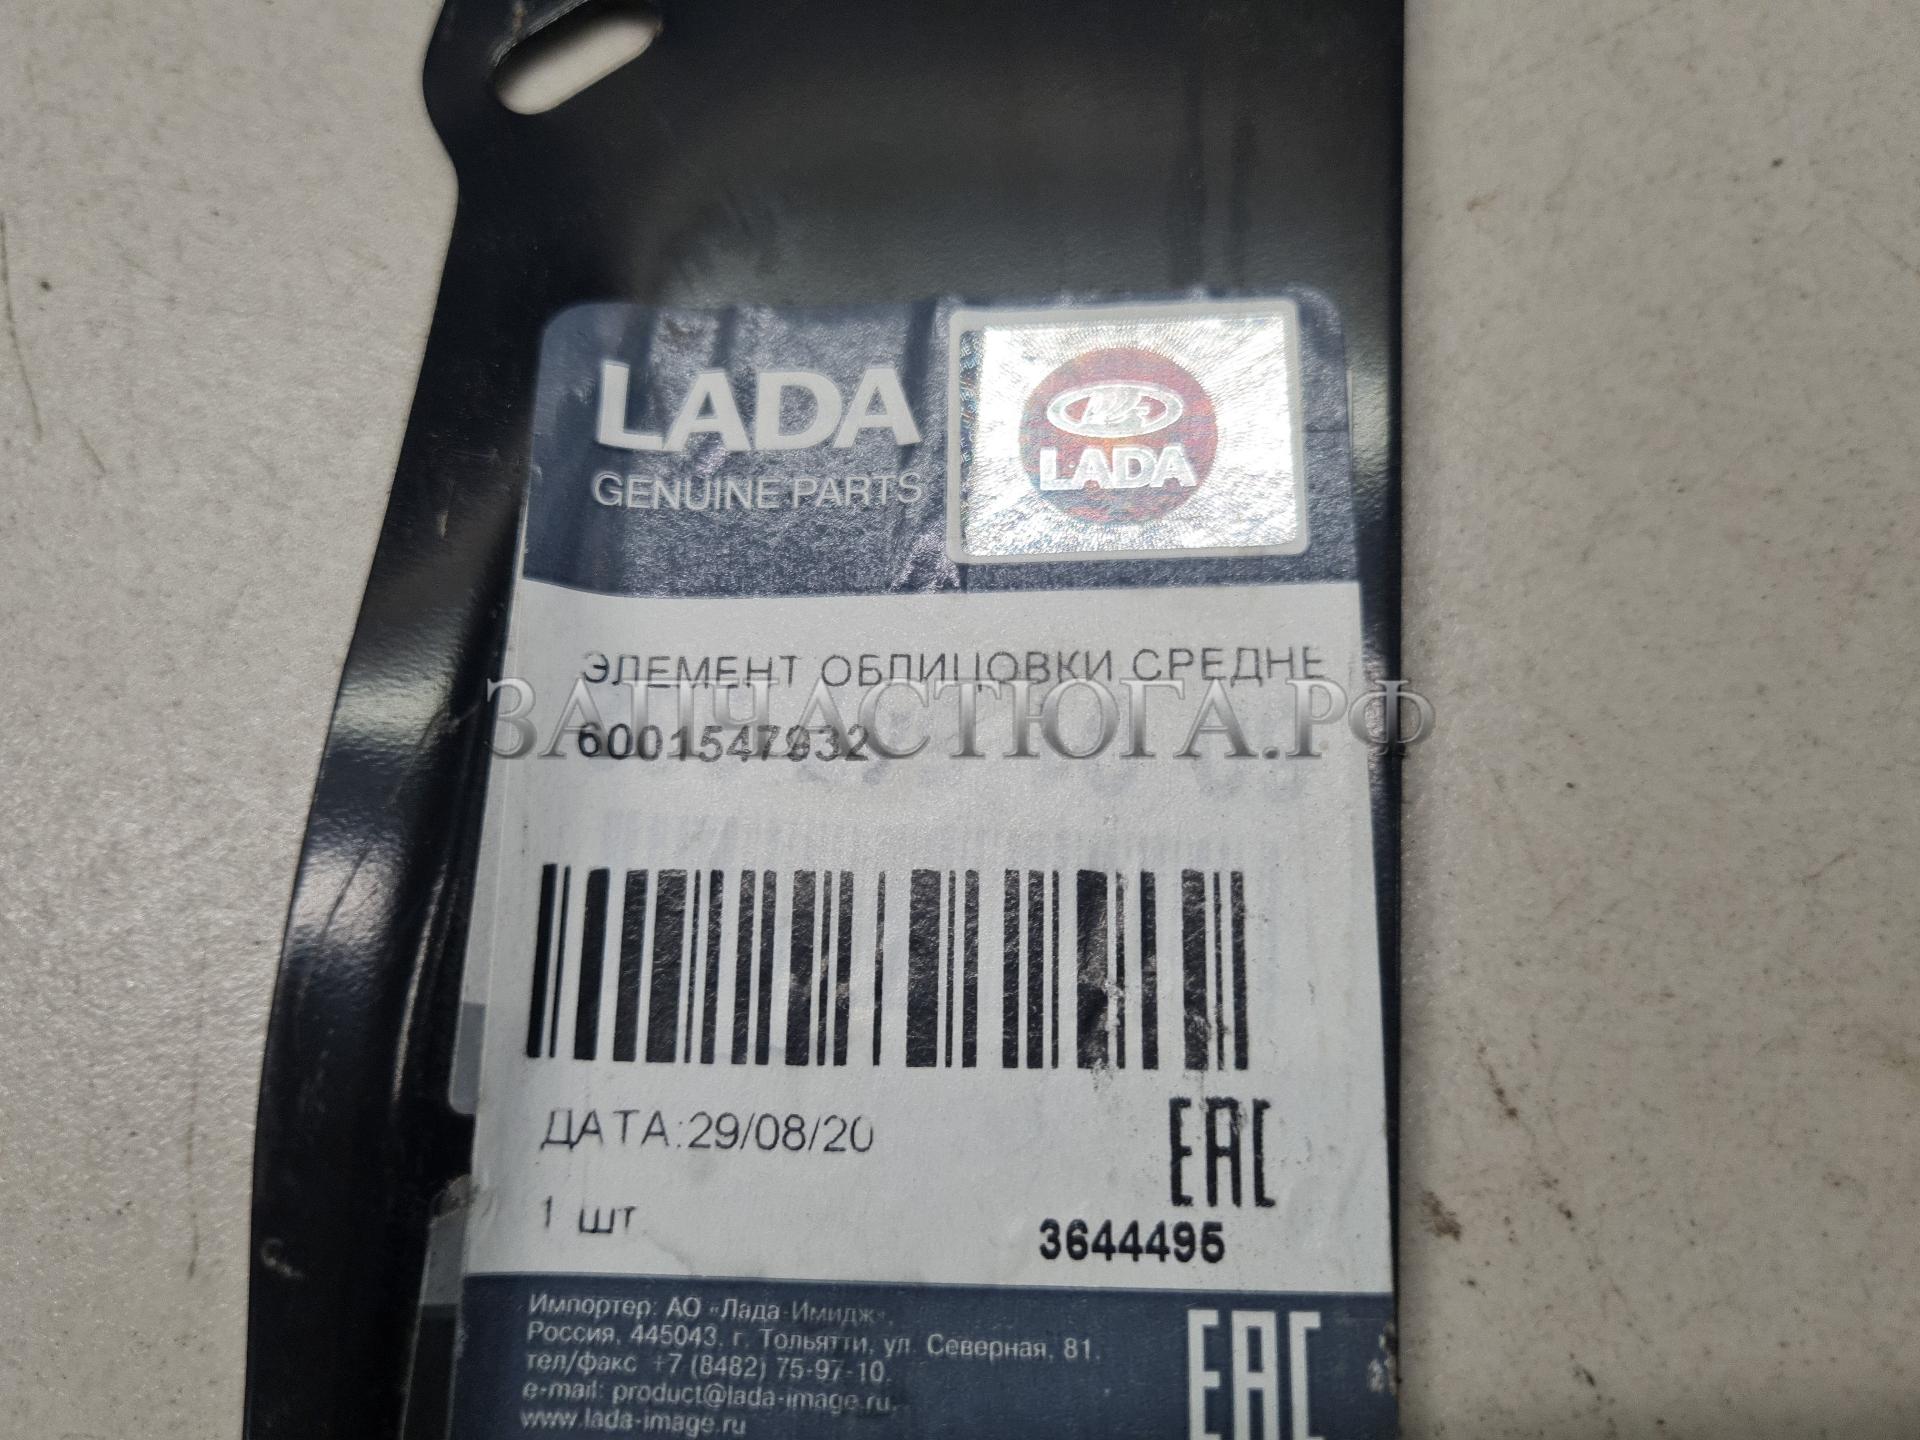 LADA
GENUINE PARTS
LADA
ЭЛЕМЕНТ ОБЛИЦОВКИ СРЕДНЕ
ЗАПЧАСТЮГА.РФ
6001547932
ДАТА:29/08/20
EAC
1 шт
3644495
Импортер: АО «Лада-Имидж»,
Россия, 445043, г. Тольятти, ул. Северная, 81.
тел/факс +7 (8482) 75-97-10.
e-mail: product@lada-image.ru,
www.lada-image.ru
EAC